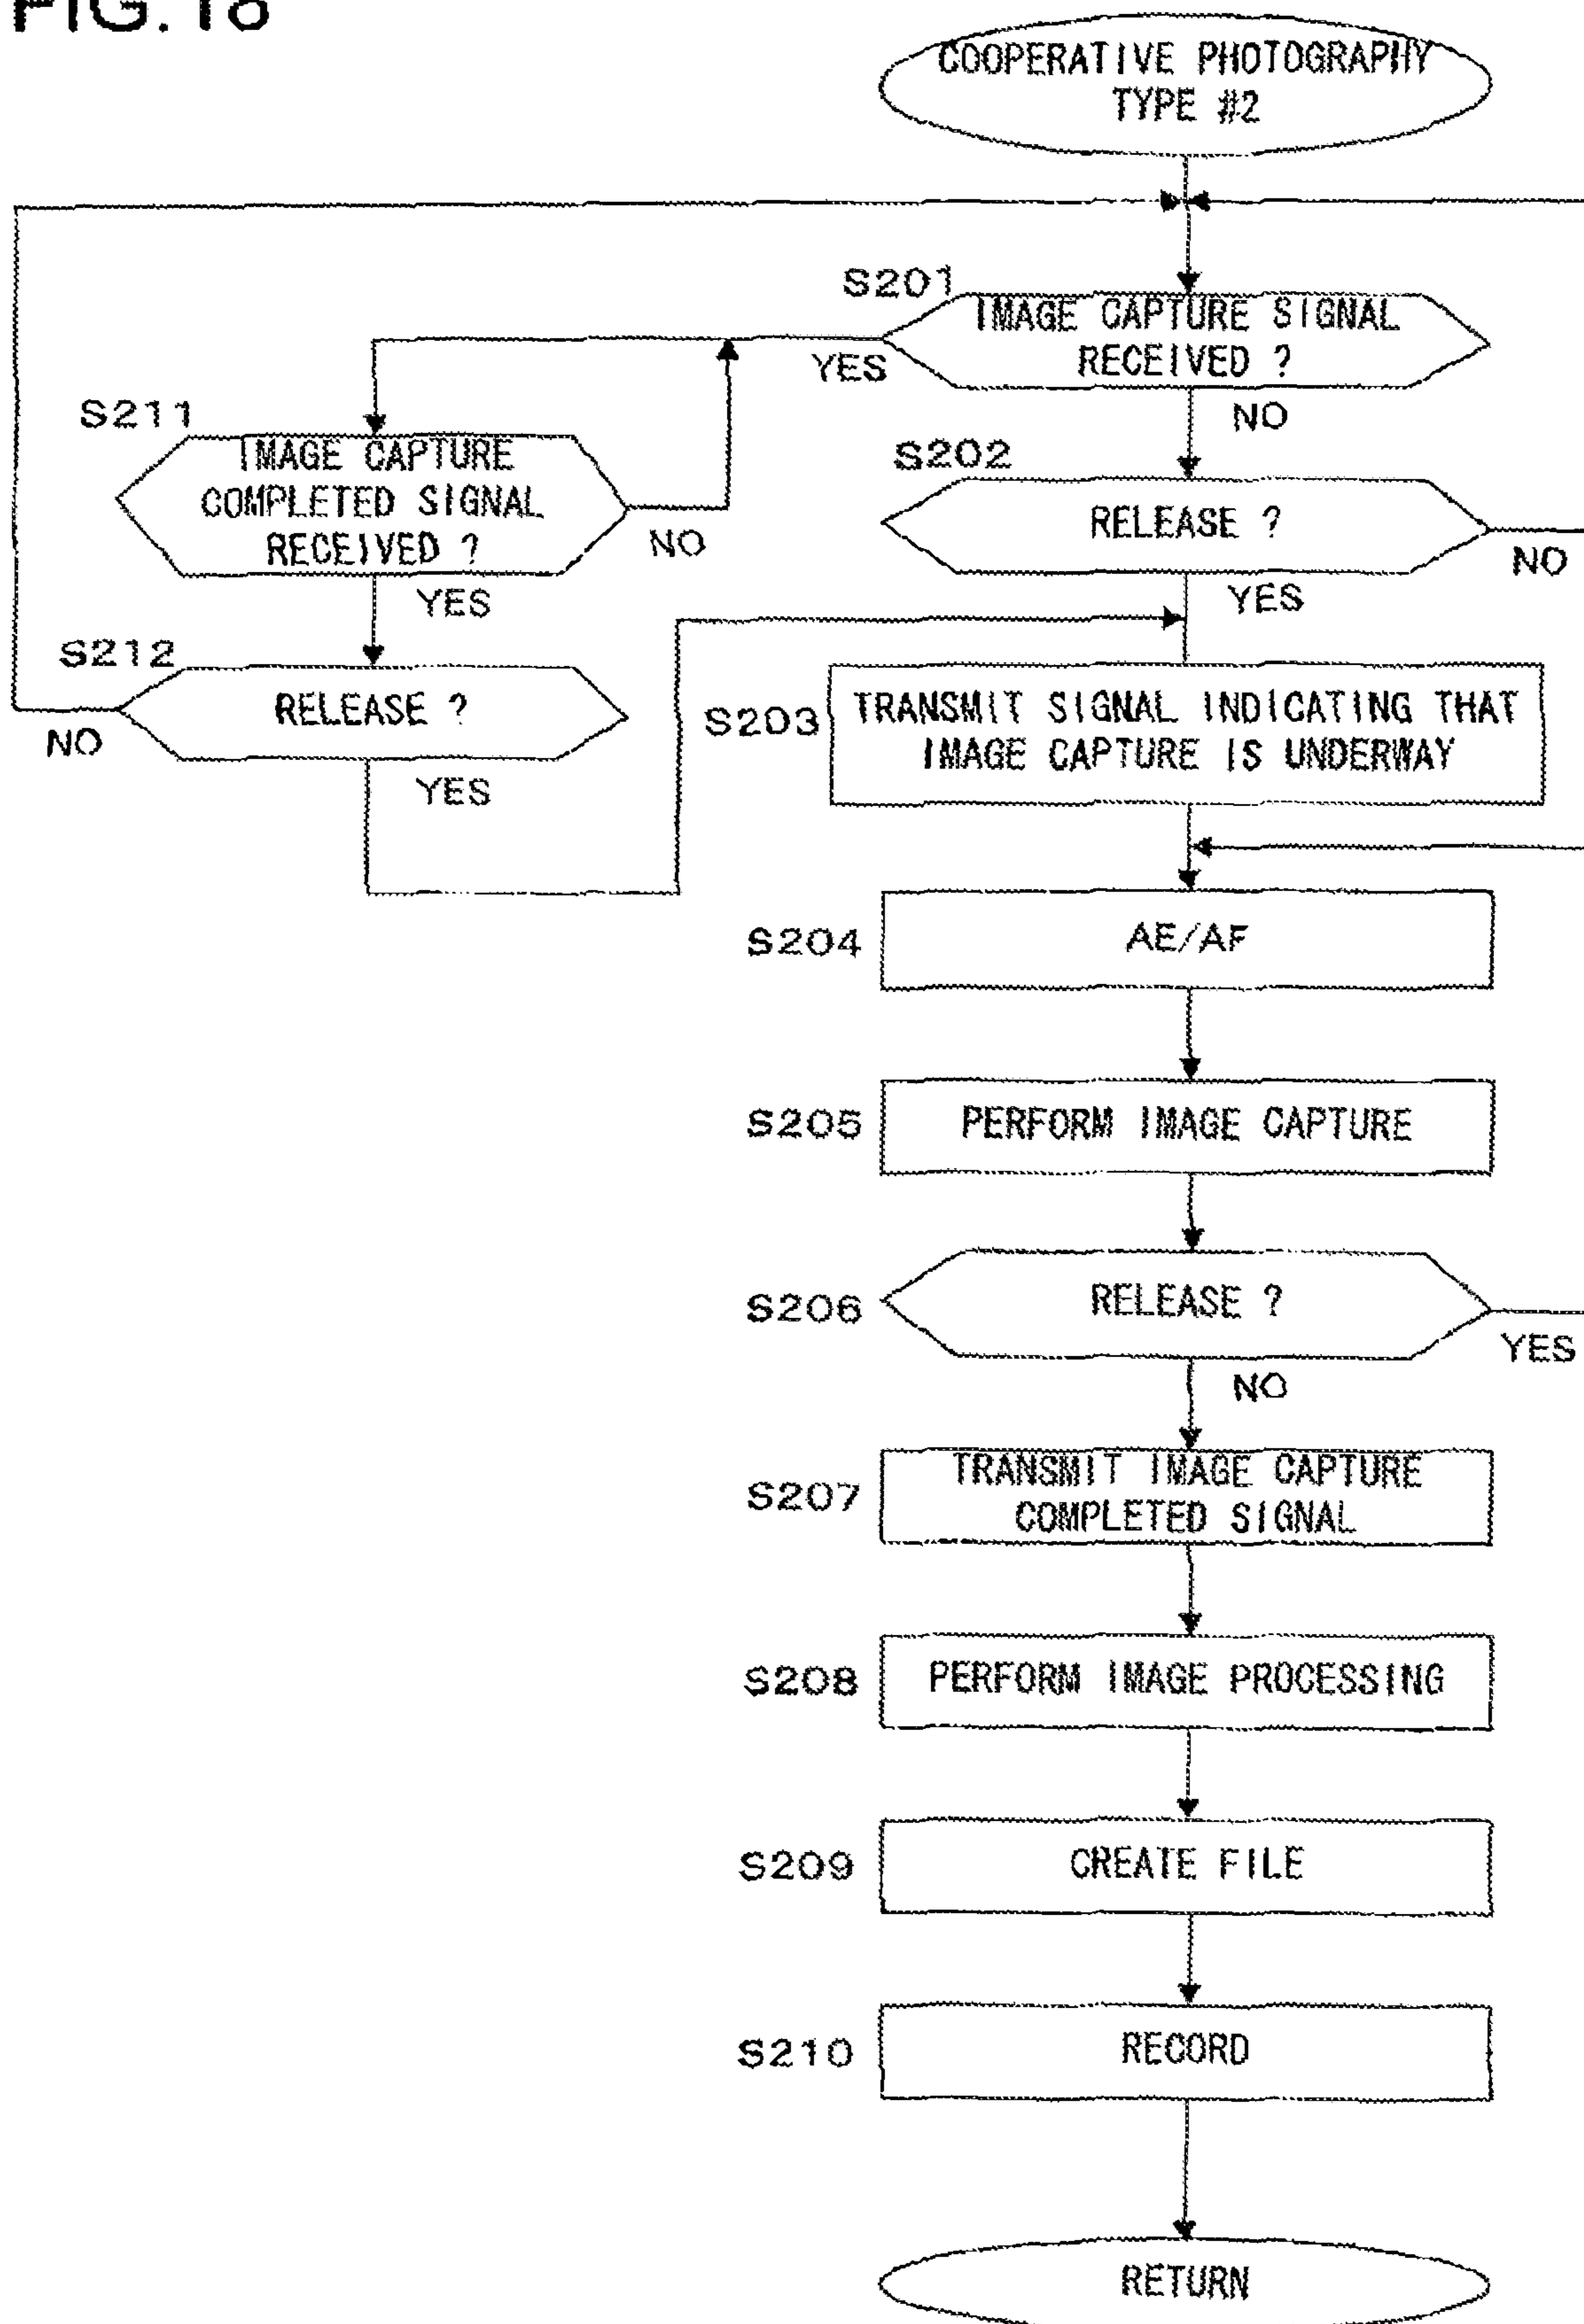 FIG. 18
COOPERATIVE PHOTOGRAPHY
TYPE #2
S201
IMAGE CAPTURE SIGNAL
RECEIVED ?
YES
NO
S211
IMAGE CAPTURE
COMPLETED SIGNAL
RECEIVED ?
NO
YES
S202
RELEASE ?
NO
YES
S212
RELEASE ?
NO
YES
S203
TRANSMIT SIGNAL INDICATING THAT
IMAGE CAPTURE IS UNDERWAY
S204
AE/AF
S205
PERFORM IMAGE CAPTURE
S206
RELEASE ?
YES
NO
S207
TRANSMIT IMAGE CAPTURE
COMPLETED SIGNAL
S208
PERFORM IMAGE PROCESSING
S209
CREATE FILE
S210
RECORD
RETURN